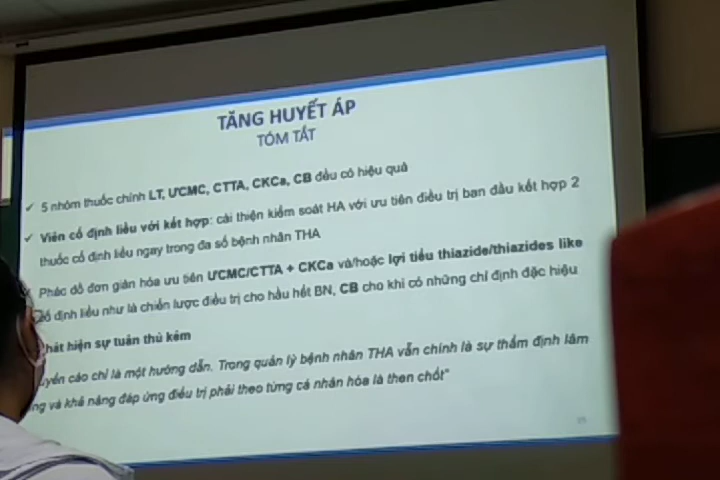 TĂNG HUYẾT ÁP
TÓM TẮT
✓ 5 nhóm thuốc chính LT, ƯCMC, CTTA, CKCa, CB đều có hiệu quả
✓ Viên cố định liều với kết hợp: cải thiện kiểm soát HA với ưu tiên điều trị ban đầu kết hợp 2
thuốc cố định liều ngay trong đa số bệnh nhân THA
Phác đồ đơn giản hóa ưu tiên ƯCMC/CTTA + CKCa và/hoặc lợi tiểu thiazide/thiazides like
cố định liều như là chiến lược điều trị cho hầu hết BN, CB cho khi có những chỉ định đặc hiệu
hát hiện sự tuân thủ kém
uyến cáo chỉ là một hướng dẫn. Trong quản lý bệnh nhân THA vẫn chính là sự thẩm định lâm
ng và khả năng đáp ứng điều trị phải theo từng cá nhân hóa là then chốt"